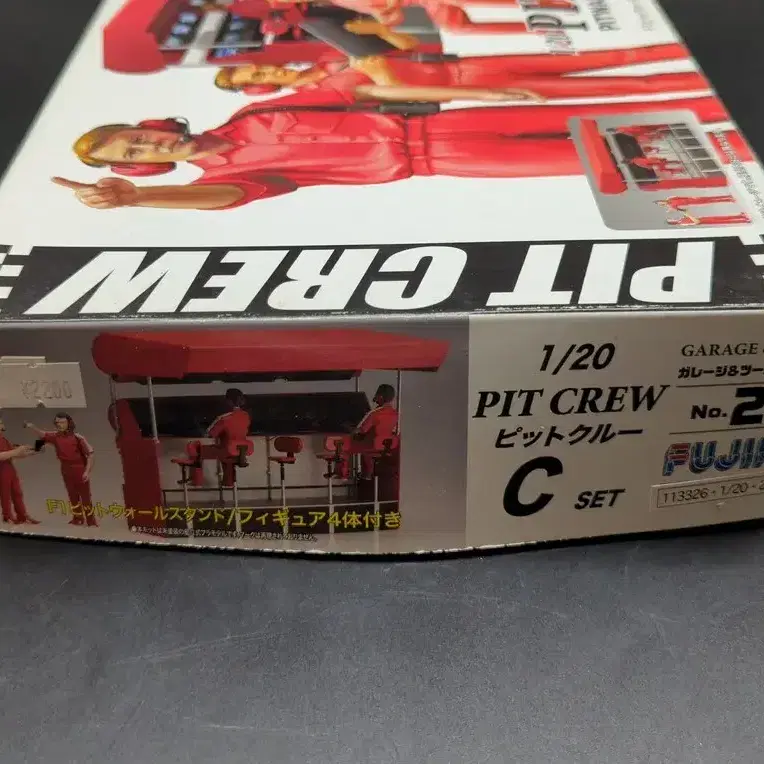 PIT CREW
¥2200
F1ピットウォールスタンド/フィギュア4体付き
1/20
PIT CREW
ピットクルー
C SET
GARAGE
ガレージ&ツー
No. 2
FUJI
113326・1/20・2